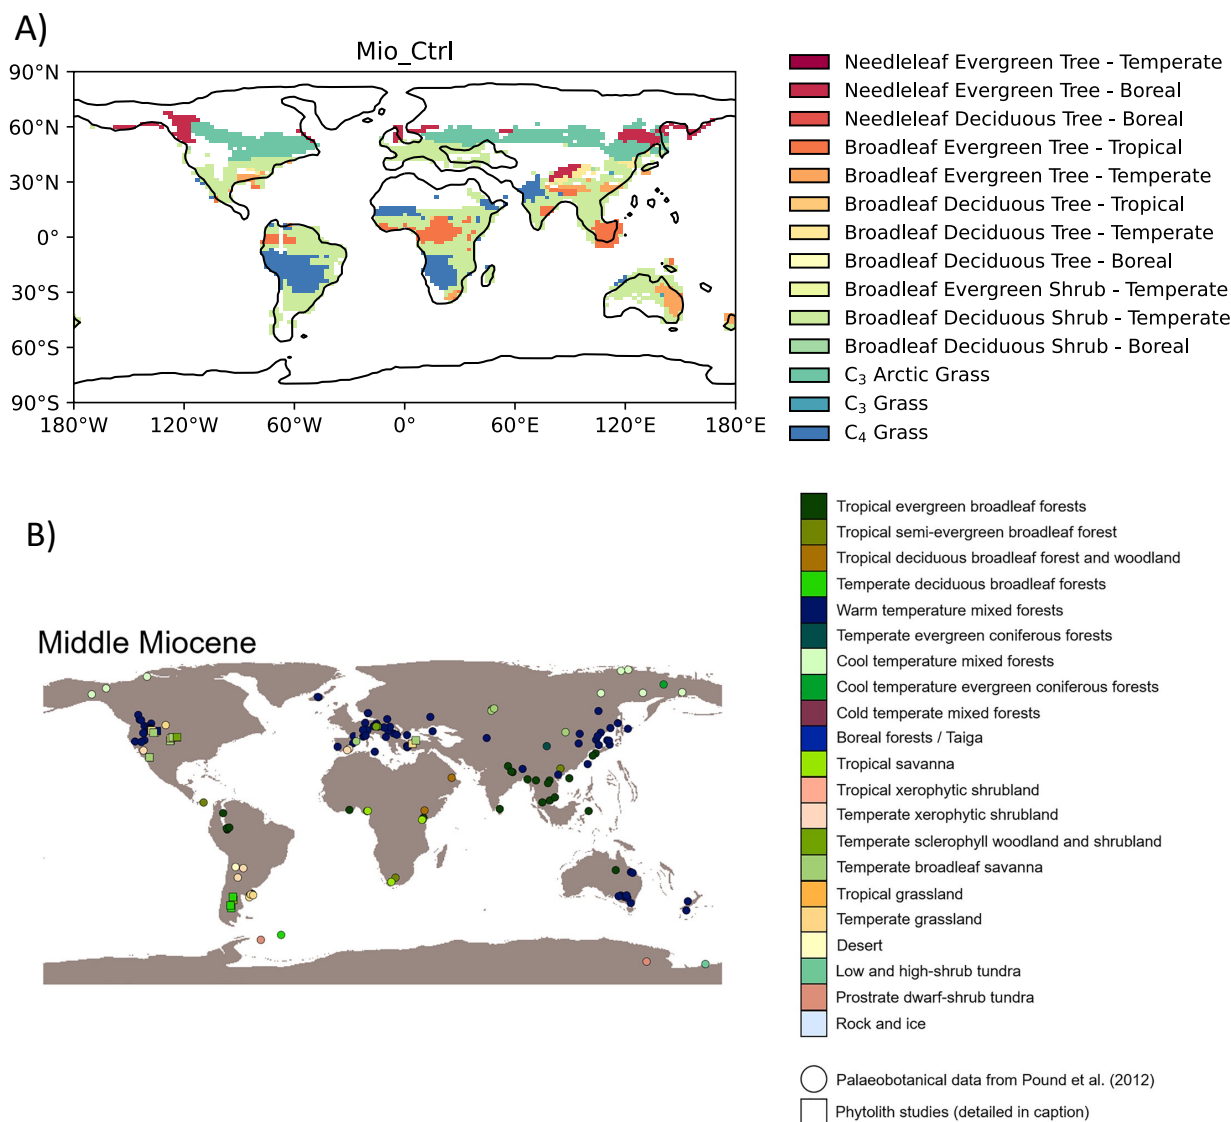 A)
Mio_Ctrl
90°N
60°N
30°N
0°
30°S
60°S
90°S
180°W
120°W
60°W
0°
60°E
120°E
180°E
Needleleaf Evergreen Tree - Temperate
Needleleaf Evergreen Tree - Boreal
Needleleaf Deciduous Tree - Boreal
Broadleaf Evergreen Tree - Tropical
Broadleaf Evergreen Tree - Temperate
Broadleaf Deciduous Tree - Tropical
Broadleaf Deciduous Tree - Temperate
Broadleaf Deciduous Tree - Boreal
Broadleaf Evergreen Shrub - Temperate
Broadleaf Deciduous Shrub - Temperate
Broadleaf Deciduous Shrub - Boreal
C₃ Arctic Grass
C₃ Grass
C₄ Grass
B)
Middle Miocene
Tropical evergreen broadleaf forests
Tropical semi-evergreen broadleaf forest
Tropical deciduous broadleaf forest and woodland
Temperate deciduous broadleaf forests
Warm temperature mixed forests
Temperate evergreen coniferous forests
Cool temperature mixed forests
Cool temperature evergreen coniferous forests
Cold temperate mixed forests
Boreal forests / Taiga
Tropical savanna
Tropical xerophytic shrubland
Temperate xerophytic shrubland
Temperate sclerophyll woodland and shrubland
Temperate broadleaf savanna
Tropical grassland
Temperate grassland
Desert
Low and high-shrub tundra
Prostrate dwarf-shrub tundra
Rock and ice
Palaeobotanical data from Pound et al. (2012)
Phytolith studies (detailed in caption)